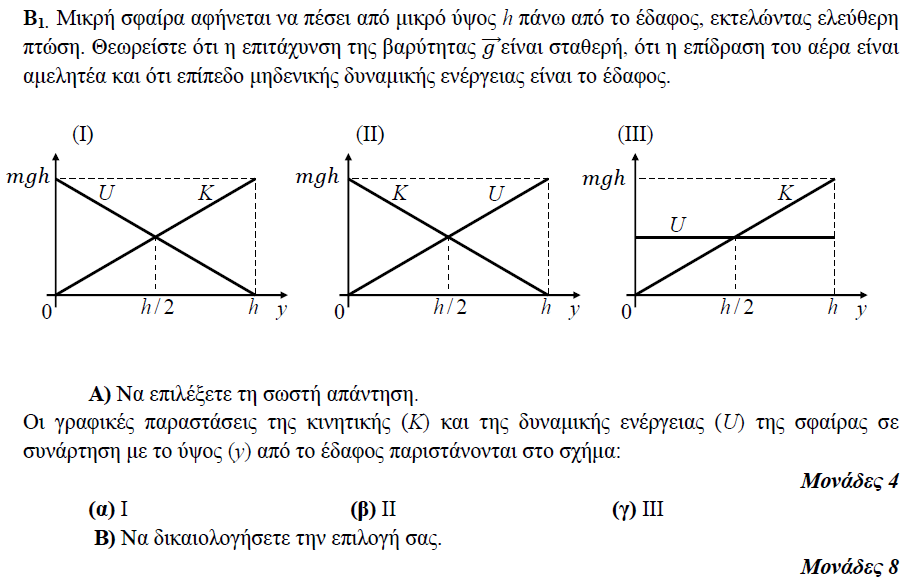 B1. Μικρή σφαίρα αφήνεται να πέσει από μικρό ύψος h πάνω από το έδαφος, εκτελώντας ελεύθερη
πτώση. Θεωρείστε ότι η επιτάχυνση της βαρύτητας g⃗ είναι σταθερή, ότι η επίδραση του αέρα είναι
αμελητέα και ότι επίπεδο μηδενικής δυναμικής ενέργειας είναι το έδαφος.
(I) (II) (III)
mgh U K mgh K U mgh U K
0 h/2 h y 0 h/2 h y 0 h/2 h y
A) Να επιλέξετε τη σωστή απάντηση.
Οι γραφικές παραστάσεις της κινητικής (K) και της δυναμικής ενέργειας (U) της σφαίρας σε
συνάρτηση με το ύψος (y) από το έδαφος παριστάνονται στο σχήμα:
Μονάδες 4
(α) I (β) II (γ) III
B) Να δικαιολογήσετε την επιλογή σας.
Μονάδες 8